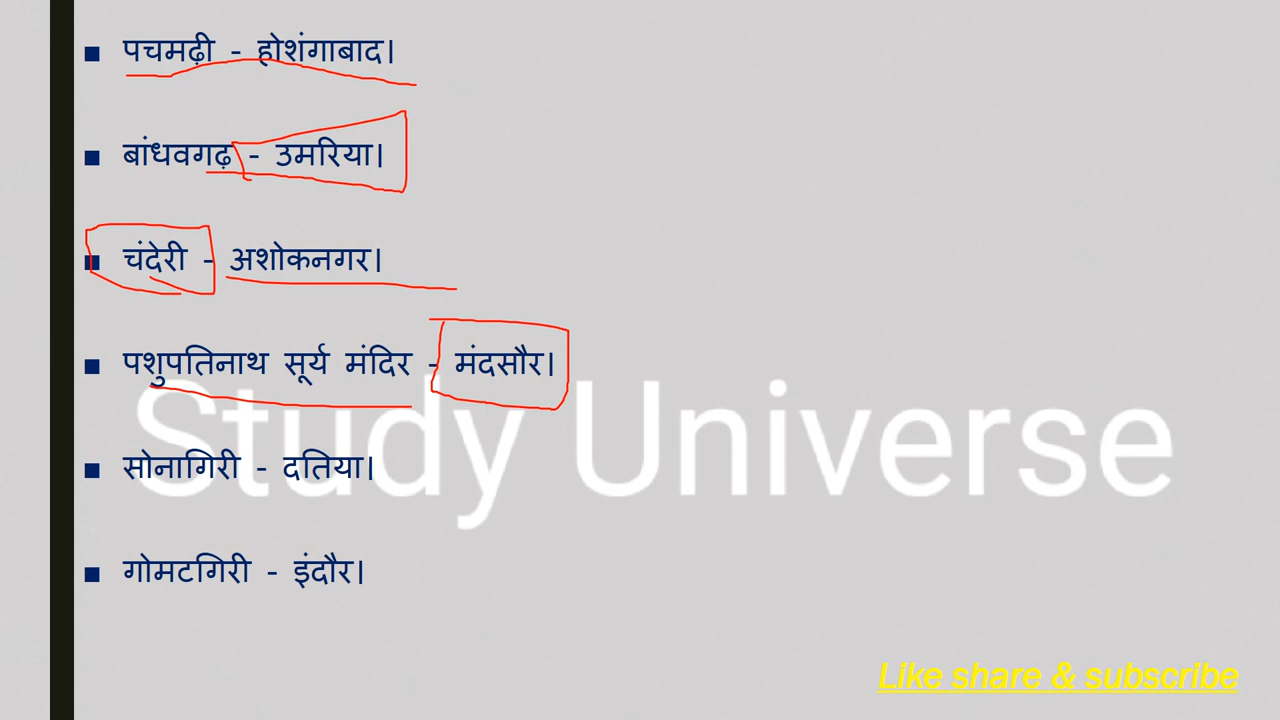 ▪ पचमढ़ी - होशंगाबाद।
▪ बांधवगढ़ - उमरिया।
▪ चंदेरी - अशोकनगर।
▪ पशुपतिनाथ सूर्य मंदिर - मंदसौर।
▪ सोनागिरी - दतिया।
▪ गोमटगिरी - इंदौर।
Study Universe
Like share & subscribe